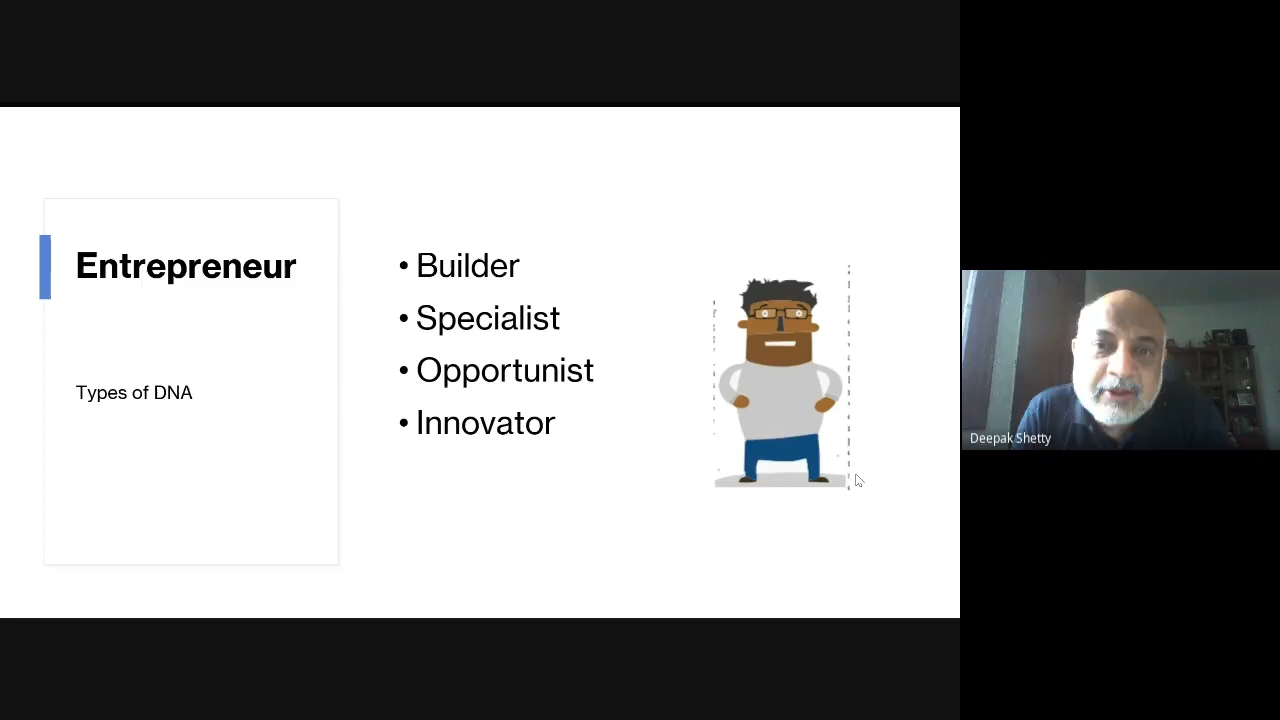 Entrepreneur
Types of DNA
• Builder
• Specialist
• Opportunist
• Innovator
Deepak Shetty